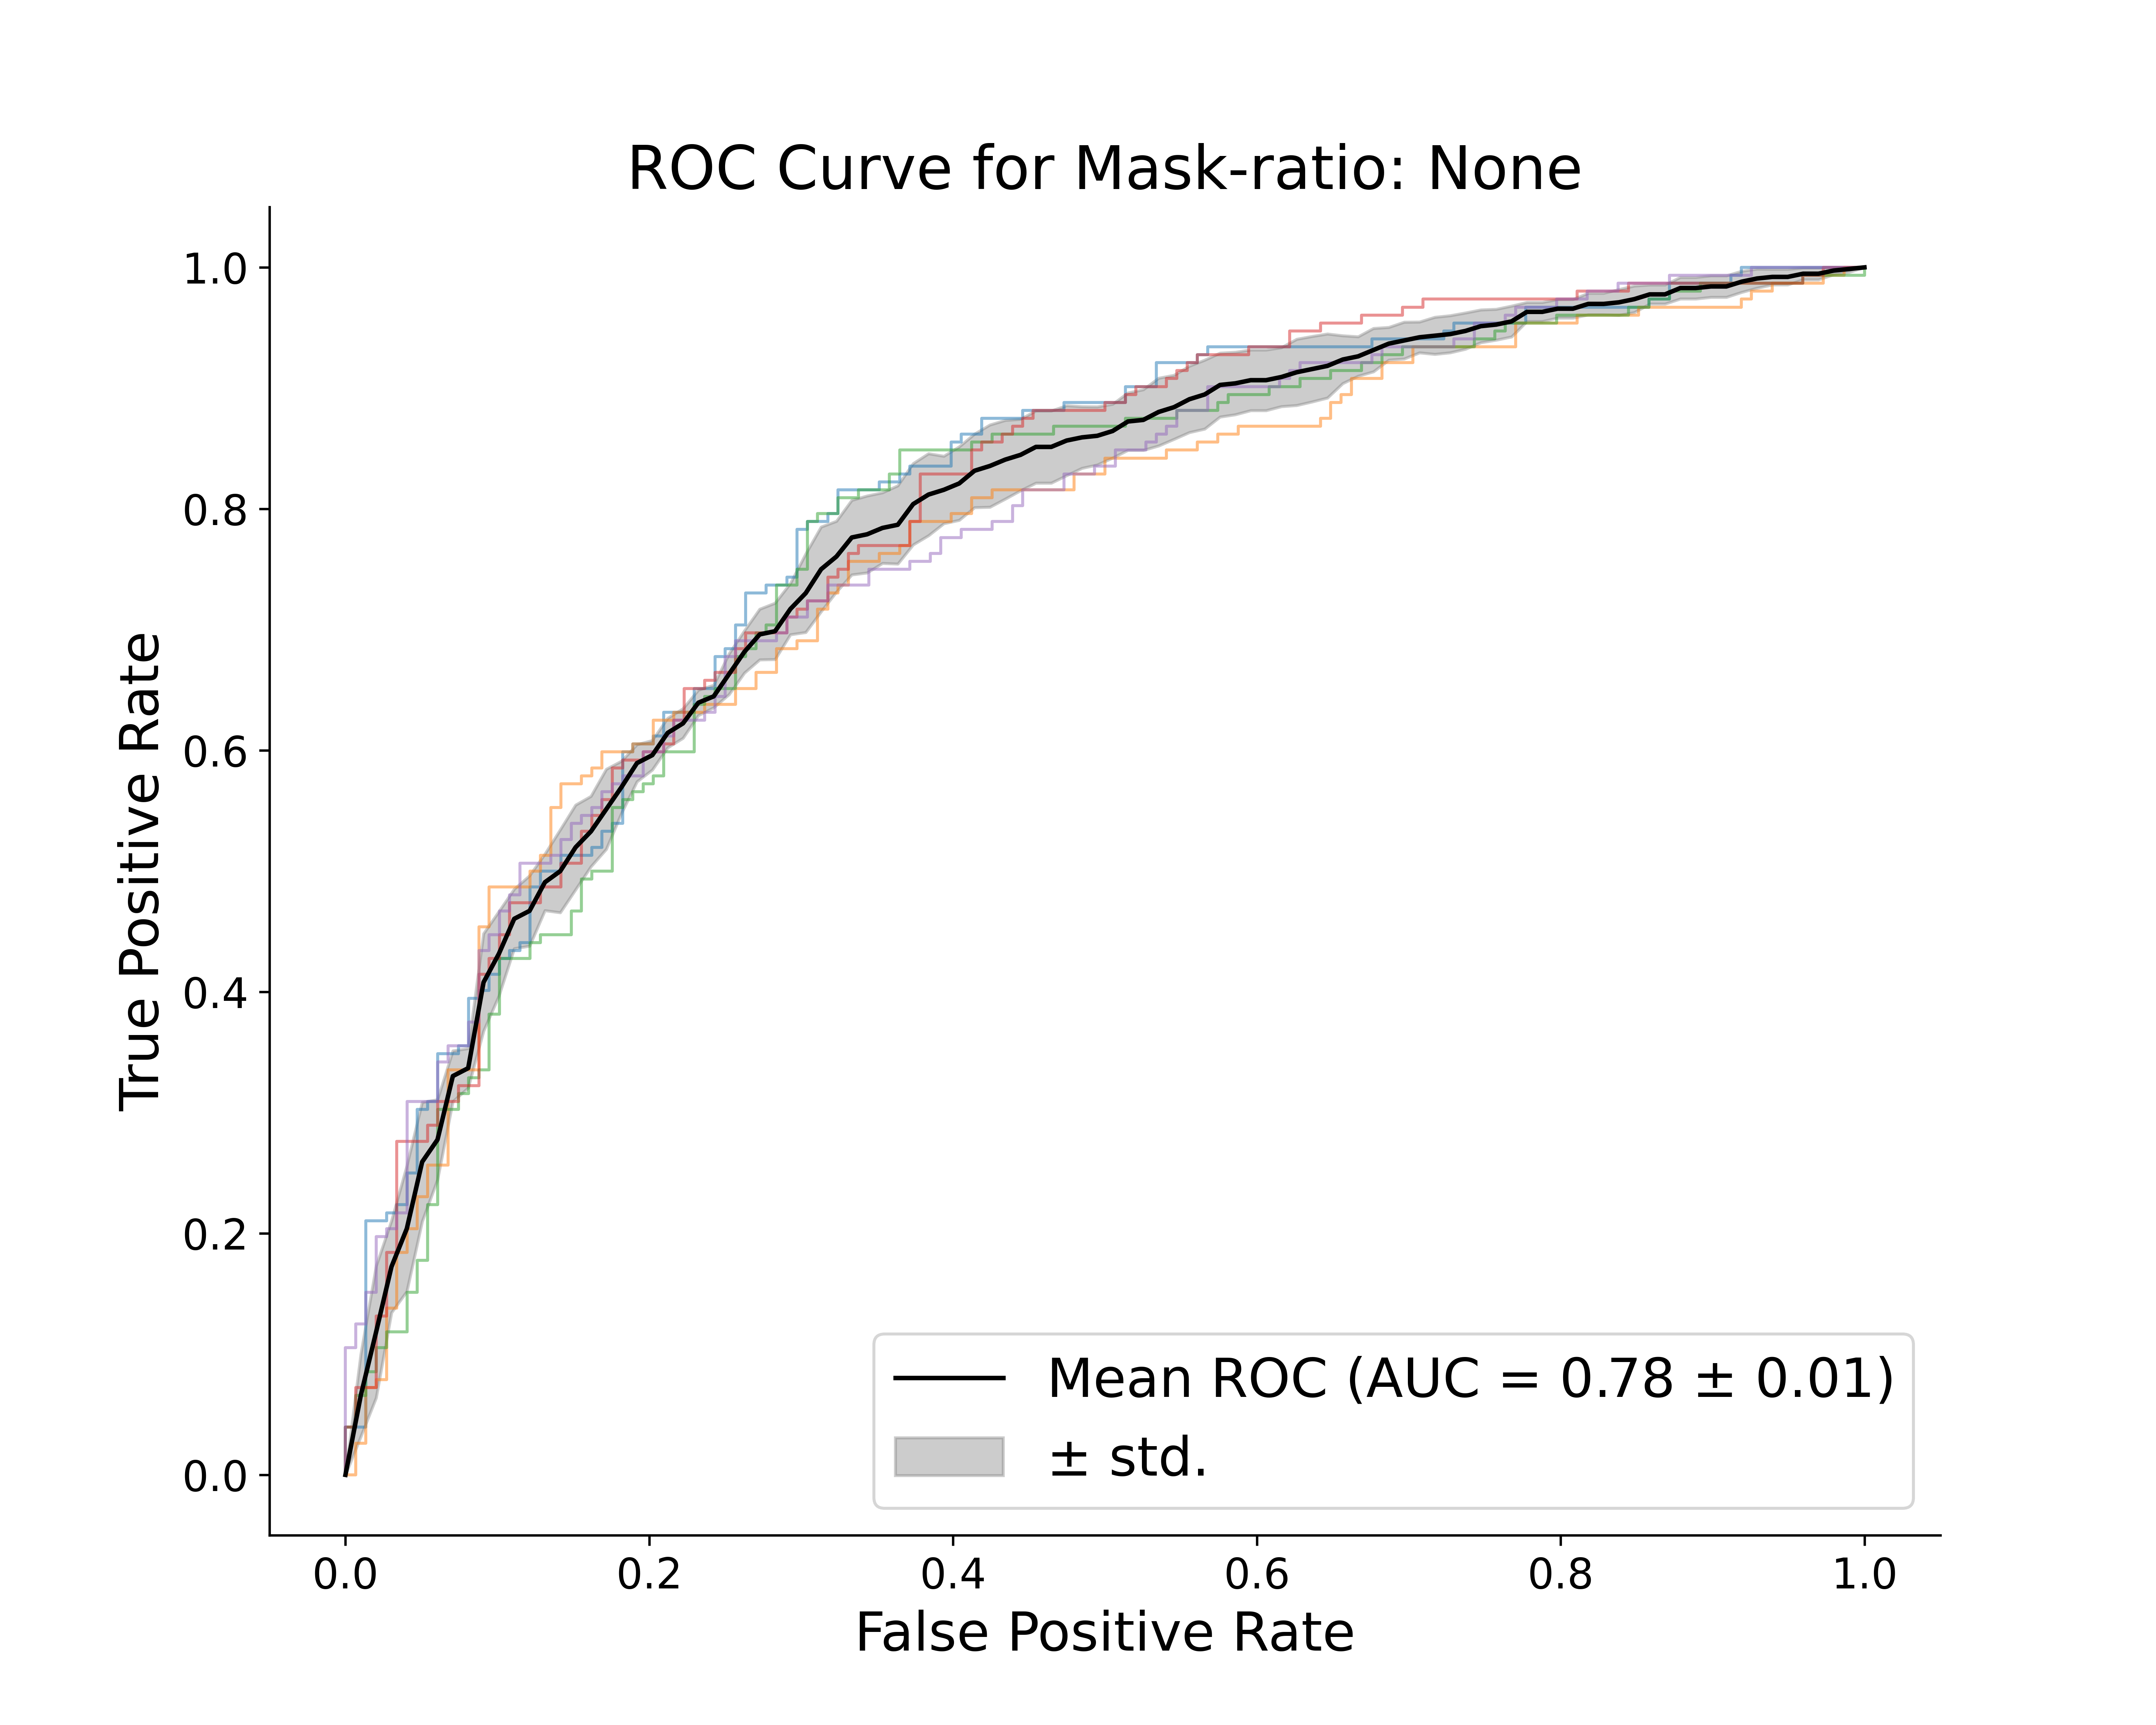 ROC Curve for Mask-ratio: None
True Positive Rate
1.0
0.8
0.6
0.4
0.2
0.0
Mean ROC (AUC = 0.78 ± 0.01)
± std.
0.0 0.2 0.4 0.6 0.8 1.0
False Positive Rate